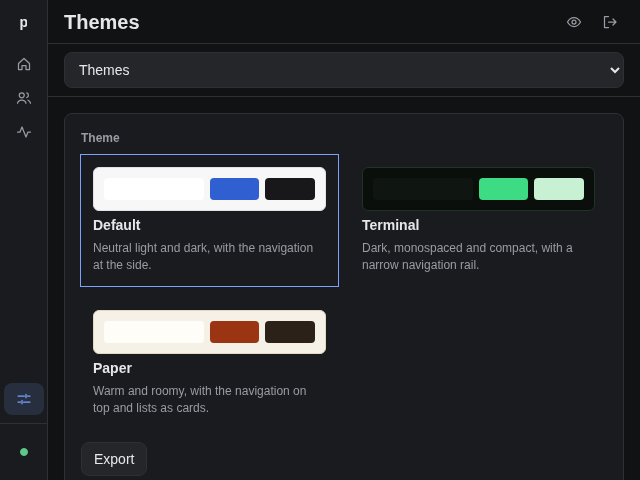 p
Themes
Themes
Theme
Default
Neutral light and dark, with the navigation
at the side.
Terminal
Dark, monospaced and compact, with a
narrow navigation rail.
Paper
Warm and roomy, with the navigation on
top and lists as cards.
Export